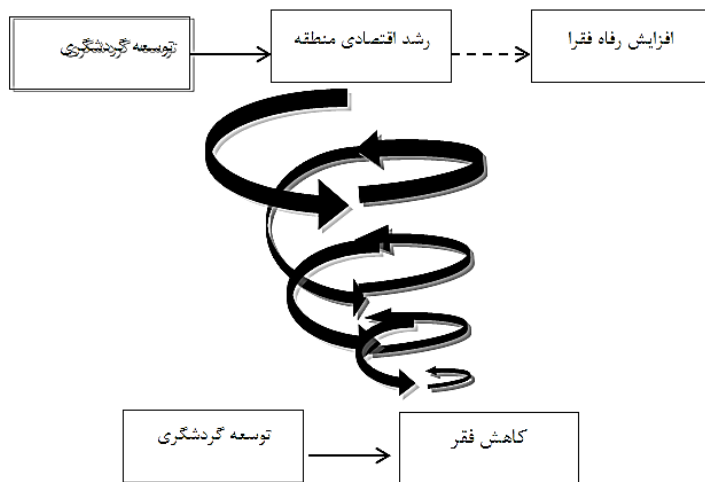 توسعه گردشگری
رشد اقتصادی منطقه
افزایش رفاه فقرا
توسعه گردشگری
کاهش فقر